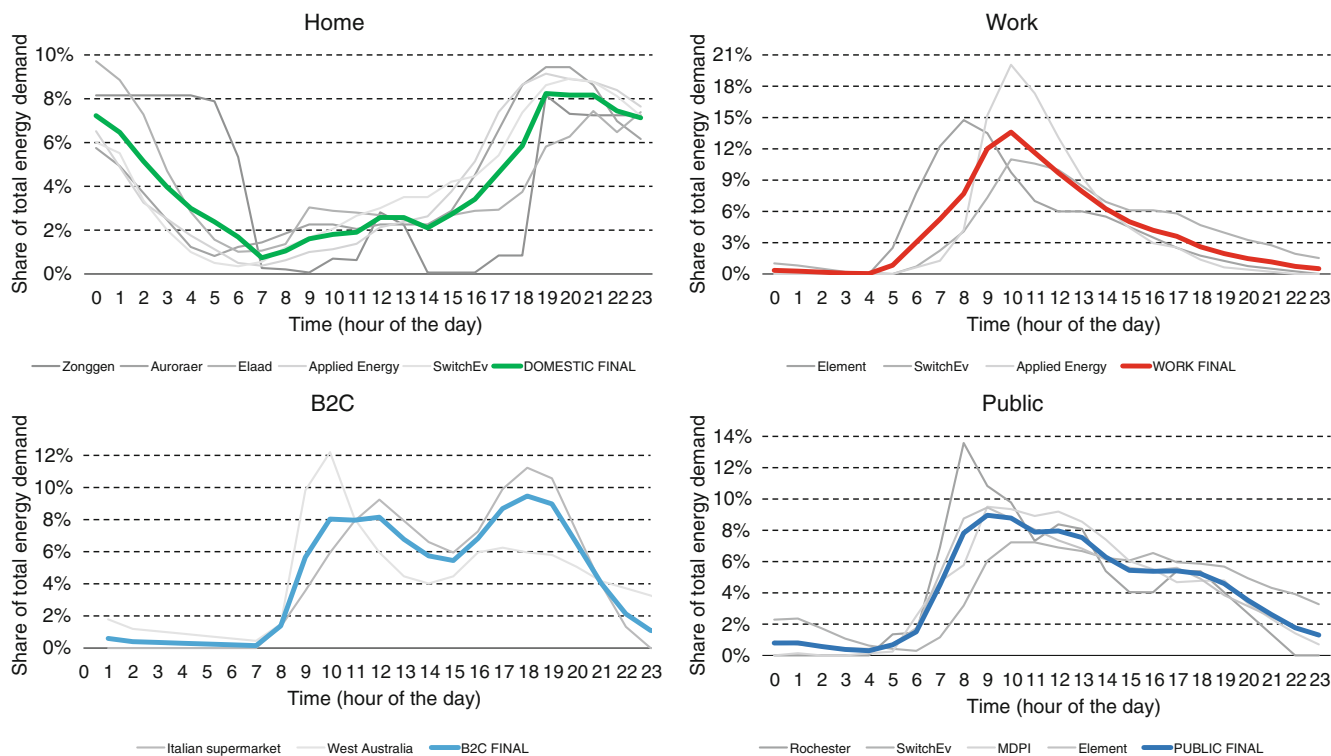 Home
Share of total energy demand
10%
8%
6%
4%
2%
0%
0 1 2 3 4 5 6 7 8 9 10 11 12 13 14 15 16 17 18 19 20 21 22 23
Time (hour of the day)
Zonggen Auroraer Elaad Applied Energy SwitchEv DOMESTIC FINAL
Work
Share of total energy demand
21%
18%
15%
12%
9%
6%
3%
0%
0 1 2 3 4 5 6 7 8 9 10 11 12 13 14 15 16 17 18 19 20 21 22 23
Time (hour of the day)
Element SwitchEv Applied Energy WORK FINAL
B2C
Share of total energy demand
12%
10%
8%
6%
4%
2%
0%
0 1 2 3 4 5 6 7 8 9 10 11 12 13 14 15 16 17 18 19 20 21 22 23
Time (hour of the day)
Italian supermarket West Australia B2C FINAL
Public
Share of total energy demand
14%
12%
10%
8%
6%
4%
2%
0%
0 1 2 3 4 5 6 7 8 9 10 11 12 13 14 15 16 17 18 19 20 21 22 23
Time (hour of the day)
Rochester SwitchEv MDPI Element PUBLIC FINAL